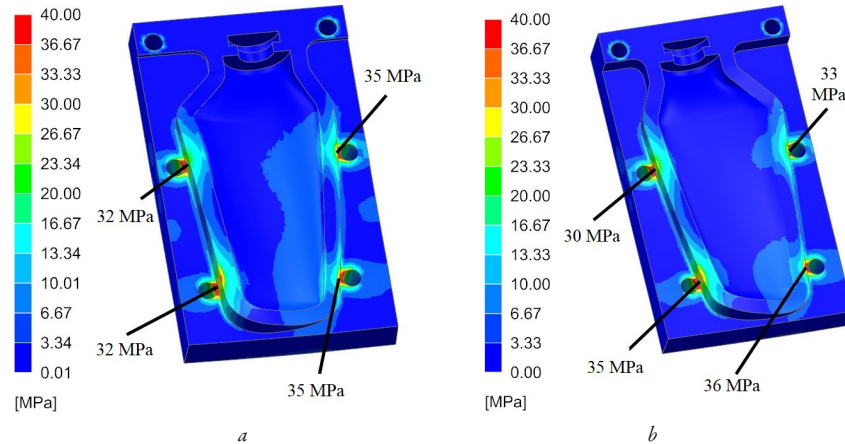 40.00
36.67
33.33
30.00
26.67
23.34
20.00
16.67
13.34
10.01
6.67
3.34
0.01
[MPa]
35 MPa
32 MPa
32 MPa
35 MPa
a
40.00
36.67
33.33
30.00
26.67
23.33
20.00
16.67
13.33
10.00
6.67
3.33
0.00
[MPa]
33
MPa
30 MPa
35 MPa
36 MPa
b